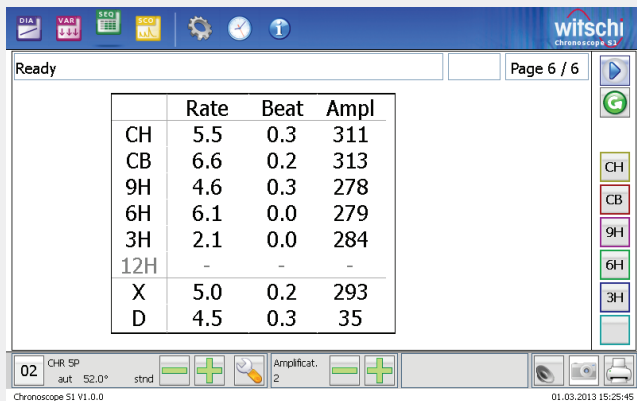 DIA VAR SEQ SCO witschi
Chronoscope S1
Ready Page 6 / 6
Rate Beat Ampl
CH 5.5 0.3 311
CB 6.6 0.2 313
9H 4.6 0.3 278
6H 6.1 0.0 279
3H 2.1 0.0 284
12H - - -
X 5.0 0.2 293
D 4.5 0.3 35
CH
CB
9H
6H
3H
02 CHR 5P Amplificat.
aut 52.0° stnd 2
Chronoscope S1 V1.0.0 01.03.2013 15:25:45